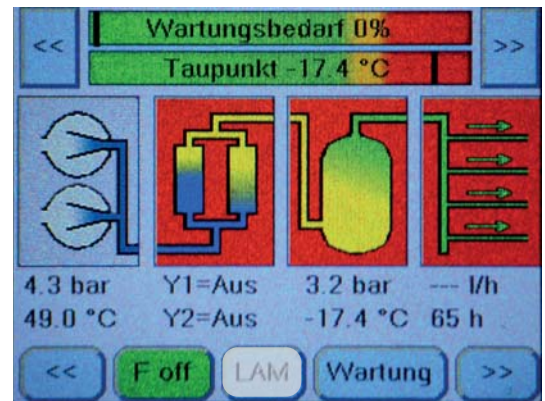 << Wartungsbedarf 0% >>
Taupunkt -17.4 °C
4.3 bar Y1=Aus 3.2 bar --- l/h
49.0 °C Y2=Aus -17.4 °C 65 h
<< F off LAM Wartung >>